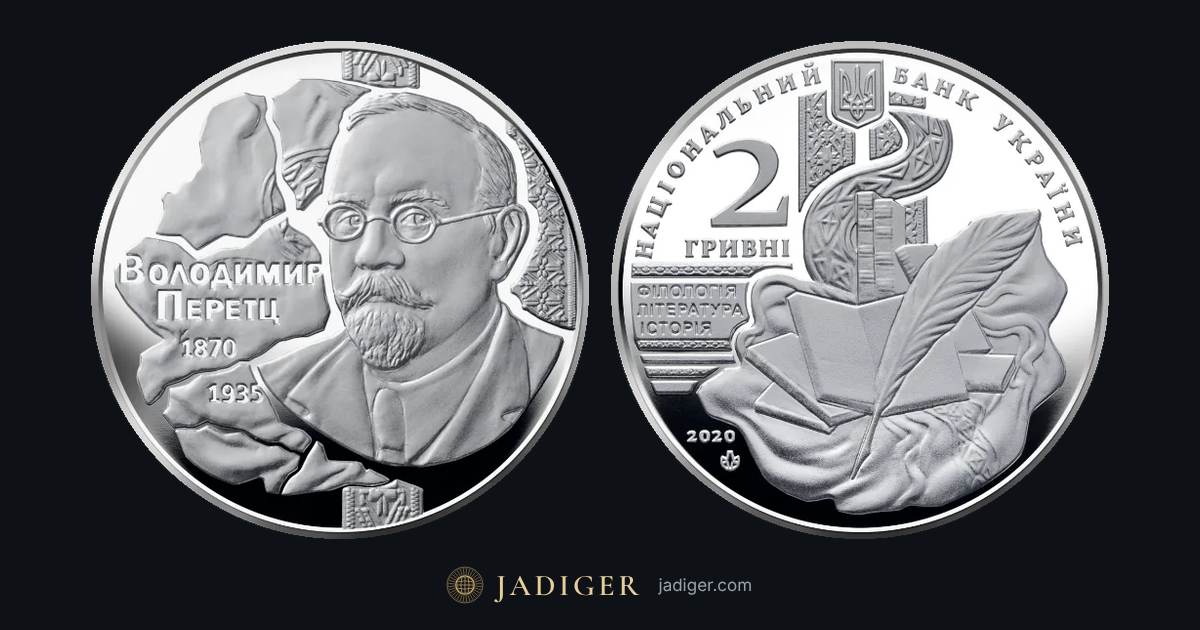 Володимир
Перетц
1870
1935
НАЦІОНАЛЬНИЙ БАНК УКРАЇНИ
2
ГРИВНІ
ФІЛОЛОГІЯ
ЛІТЕРАТУРА
ІСТОРІЯ
2020
JADIGER jadiger.com